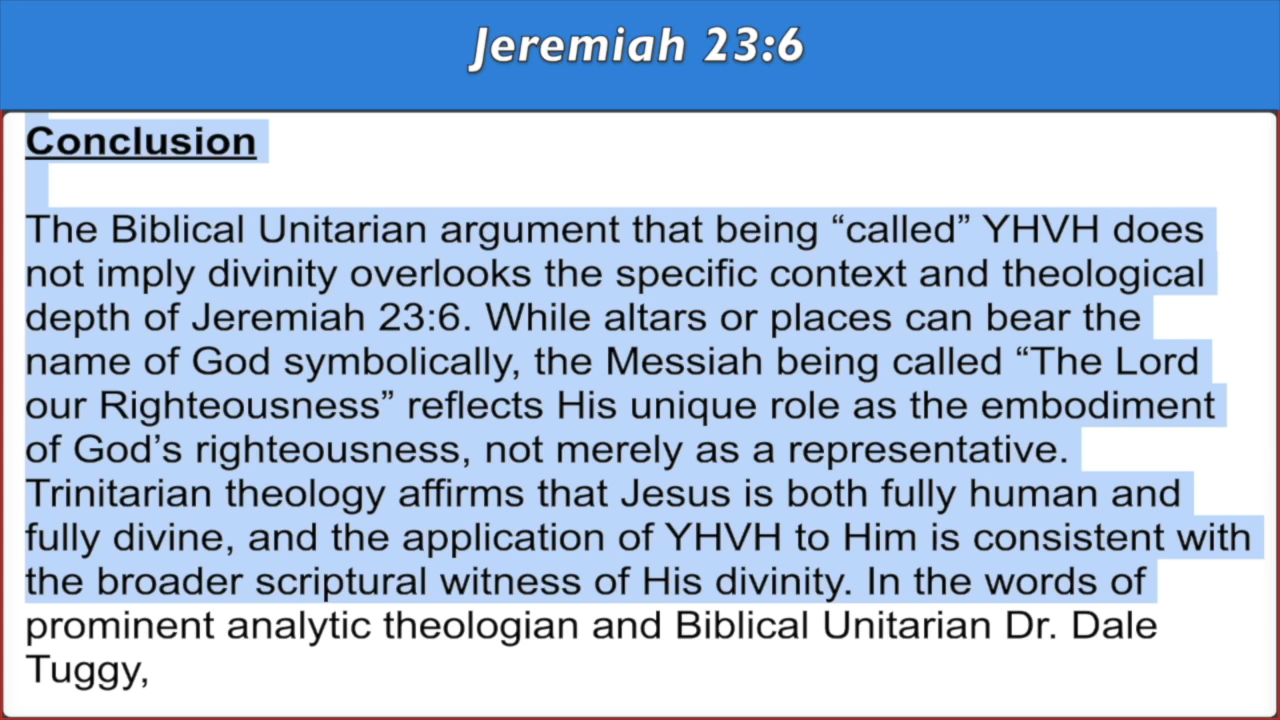 Jeremiah 23:6
Conclusion
The Biblical Unitarian argument that being “called” YHVH does
not imply divinity overlooks the specific context and theological
depth of Jeremiah 23:6. While altars or places can bear the
name of God symbolically, the Messiah being called “The Lord
our Righteousness” reflects His unique role as the embodiment
of God’s righteousness, not merely as a representative.
Trinitarian theology affirms that Jesus is both fully human and
fully divine, and the application of YHVH to Him is consistent with
the broader scriptural witness of His divinity. In the words of
prominent analytic theologian and Biblical Unitarian Dr. Dale
Tuggy,